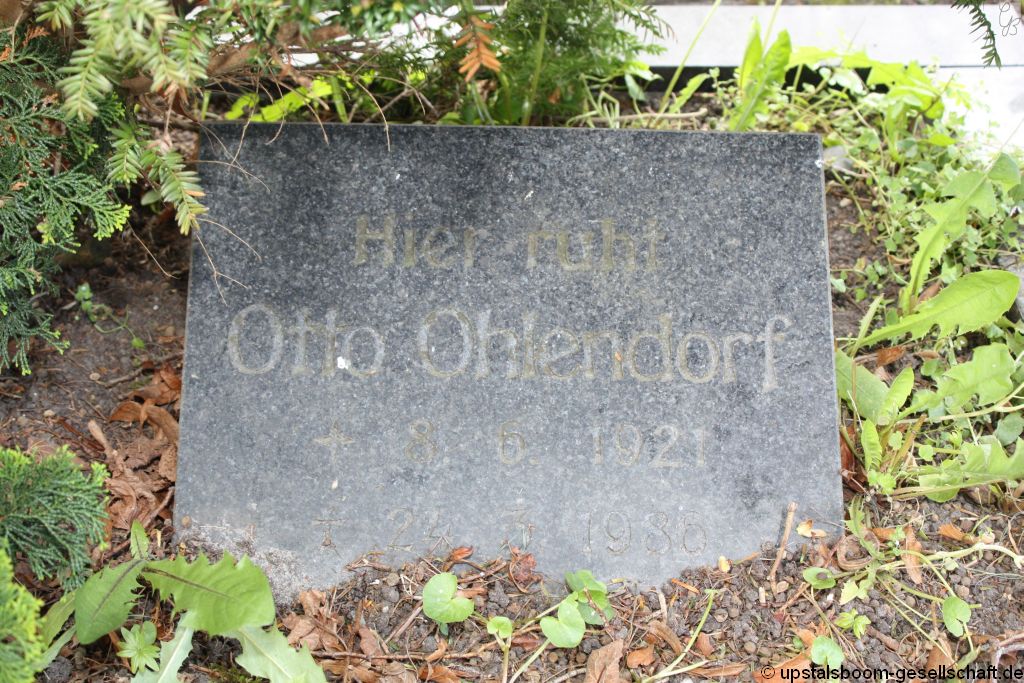 Hier ruht
Otto Ohlendorf
8. 6. 1921
24. 3. 1986
© upstalsboom-gesellschaft.de